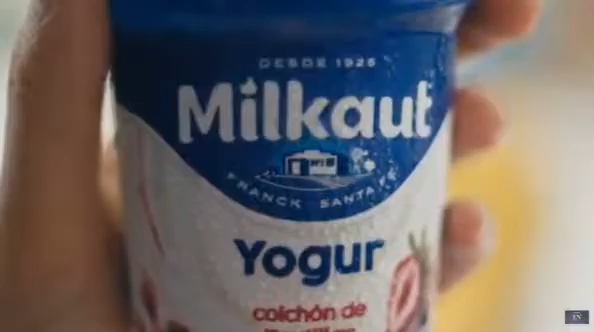 DESDE 1925
Milkaut
FRANCK SANTA FE
Yogur
colchón de